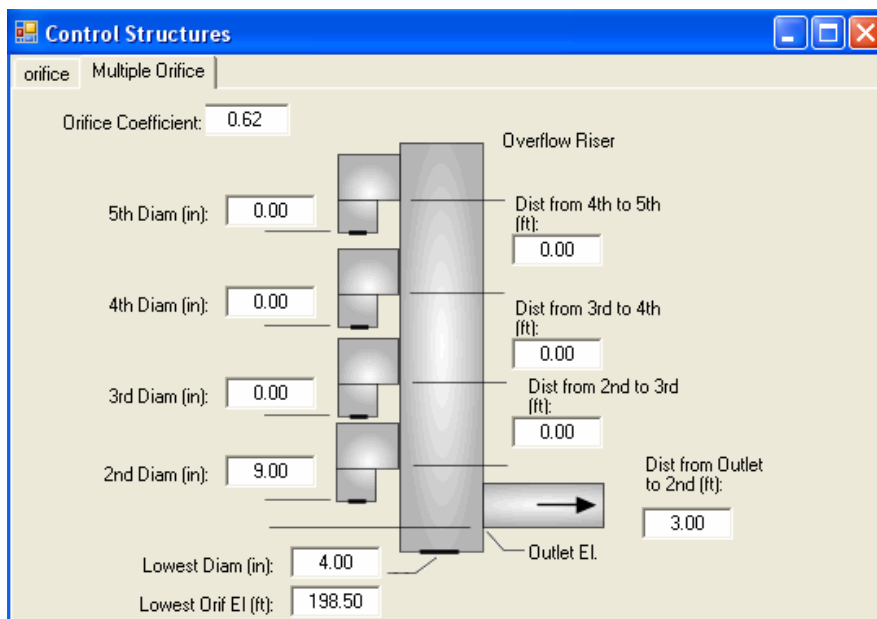 Control Structures
orifice
Multiple Orifice
Orifice Coefficient: 0.62
Overflow Riser
5th Diam (in): 0.00
Dist from 4th to 5th
(ft):
0.00
4th Diam (in): 0.00
Dist from 3rd to 4th
(ft):
0.00
3rd Diam (in): 0.00
Dist from 2nd to 3rd
(ft):
0.00
2nd Diam (in): 9.00
Dist from Outlet
to 2nd (ft):
3.00
Outlet El.
Lowest Diam (in): 4.00
Lowest Orif El (ft): 198.50